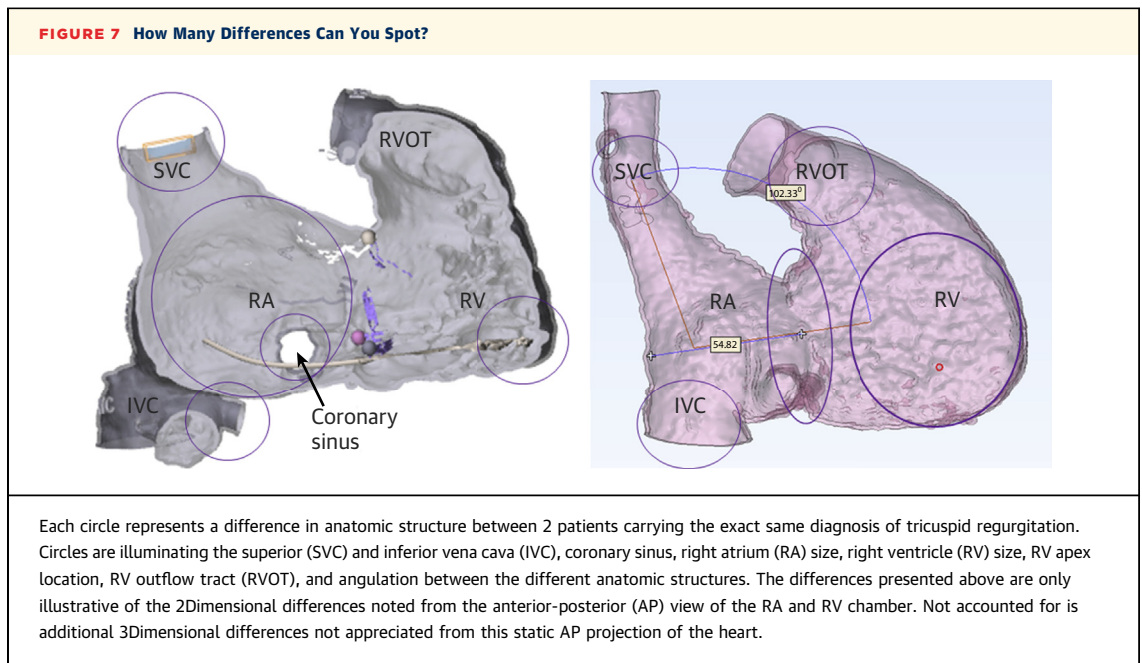 FIGURE 7 How Many Differences Can You Spot?
SVC
RVOT
RA
RV
IVC
Coronary
sinus
SVC
RVOT
102.33⁰
RA
RV
54.82
IVC
Each circle represents a difference in anatomic structure between 2 patients carrying the exact same diagnosis of tricuspid regurgitation.
Circles are illuminating the superior (SVC) and inferior vena cava (IVC), coronary sinus, right atrium (RA) size, right ventricle (RV) size, RV apex
location, RV outflow tract (RVOT), and angulation between the different anatomic structures. The differences presented above are only
illustrative of the 2Dimensional differences noted from the anterior-posterior (AP) view of the RA and RV chamber. Not accounted for is
additional 3Dimensional differences not appreciated from this static AP projection of the heart.